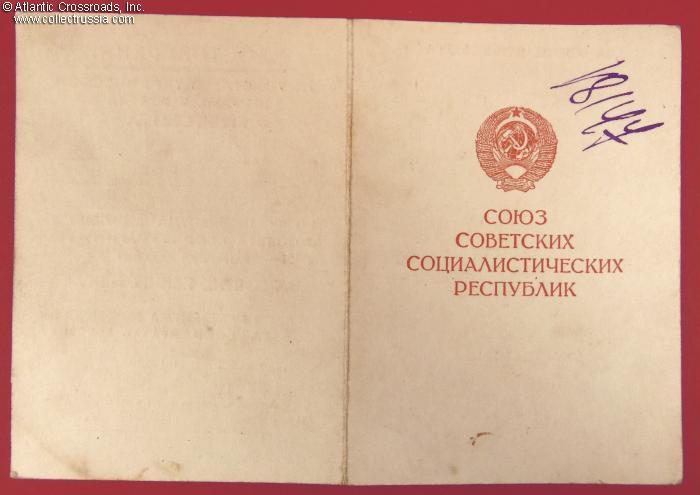 © Atlantic Crossroads, Inc.
www.collectrussia.com
СОЮЗ
СОВЕТСКИХ
СОЦИАЛИСТИЧЕСКИХ
РЕСПУБЛИК